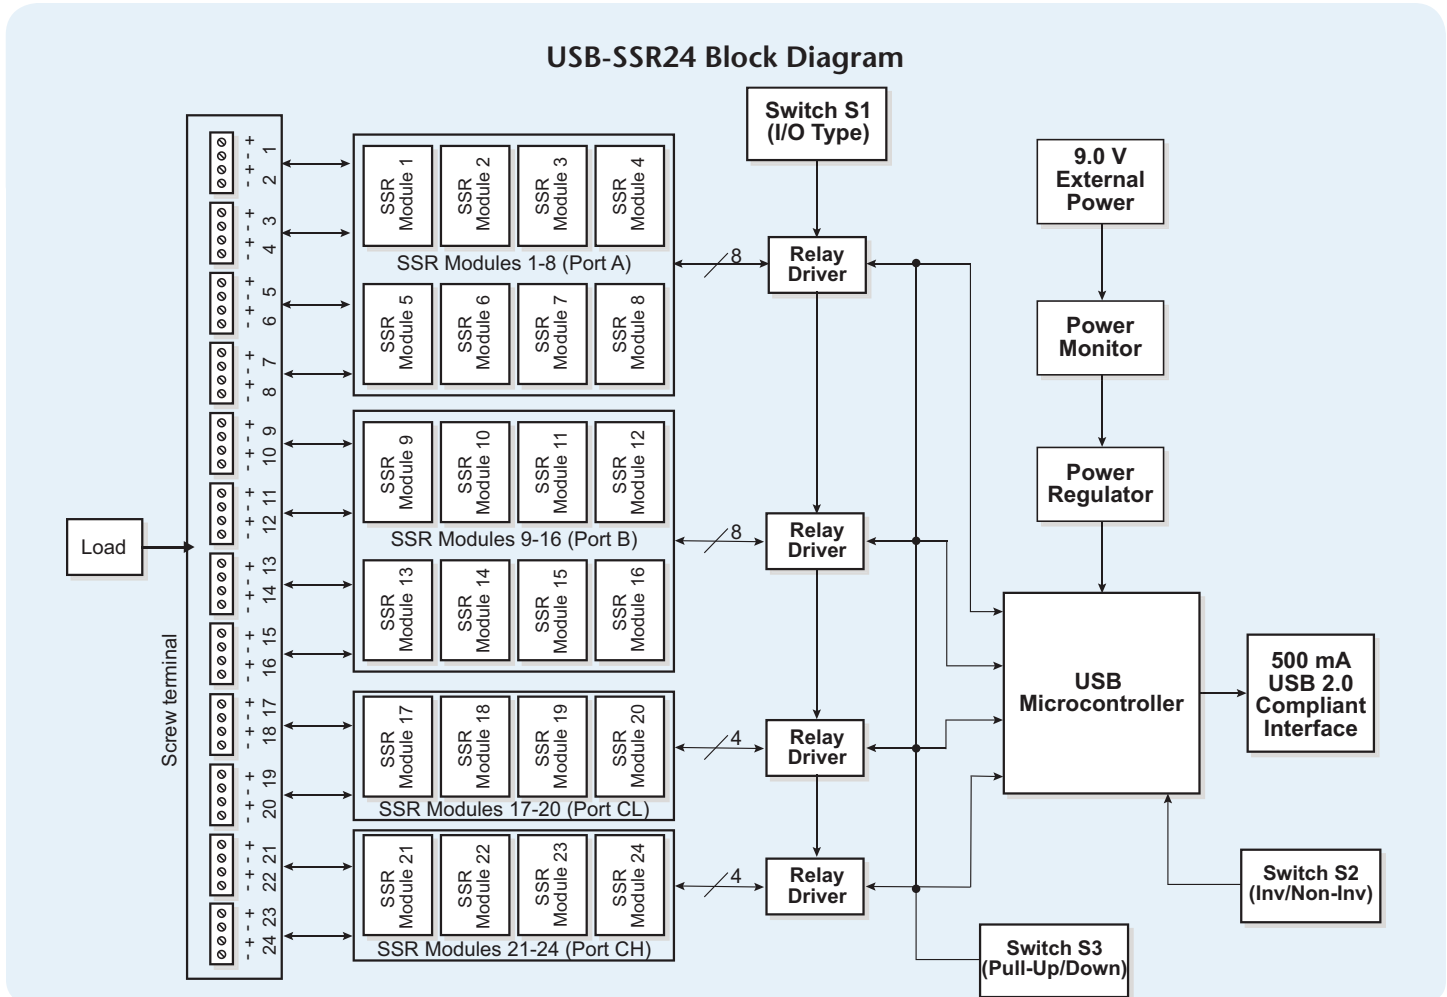 USB-SSR24 Block Diagram
Switch S1
(I/O Type)
9.0 V
External
Power
Power
Monitor
Power
Regulator
USB
Microcontroller
500 mA
USB 2.0
Compliant
Interface
Switch S2
(Inv/Non-Inv)
Switch S3
(Pull-Up/Down)
Load
Screw terminal
+ 1
-
+ 2
-
+ 3
-
+ 4
-
+ 5
-
+ 6
-
+ 7
-
+ 8
-
+ 9
-
+ 10
-
+ 11
-
+ 12
-
+ 13
-
+ 14
-
+ 15
-
+ 16
-
+ 17
-
+ 18
-
+ 19
-
+ 20
-
+ 21
-
+ 22
-
+ 23
-
+ 24
-
SSR
Module 1
SSR
Module 2
SSR
Module 3
SSR
Module 4
SSR Modules 1-8 (Port A)
SSR
Module 5
SSR
Module 6
SSR
Module 7
SSR
Module 8
8
Relay
Driver
SSR
Module 9
SSR
Module 10
SSR
Module 11
SSR
Module 12
SSR Modules 9-16 (Port B)
SSR
Module 13
SSR
Module 14
SSR
Module 15
SSR
Module 16
8
Relay
Driver
SSR
Module 17
SSR
Module 18
SSR
Module 19
SSR
Module 20
SSR Modules 17-20 (Port CL)
4
Relay
Driver
SSR
Module 21
SSR
Module 22
SSR
Module 23
SSR
Module 24
SSR Modules 21-24 (Port CH)
4
Relay
Driver